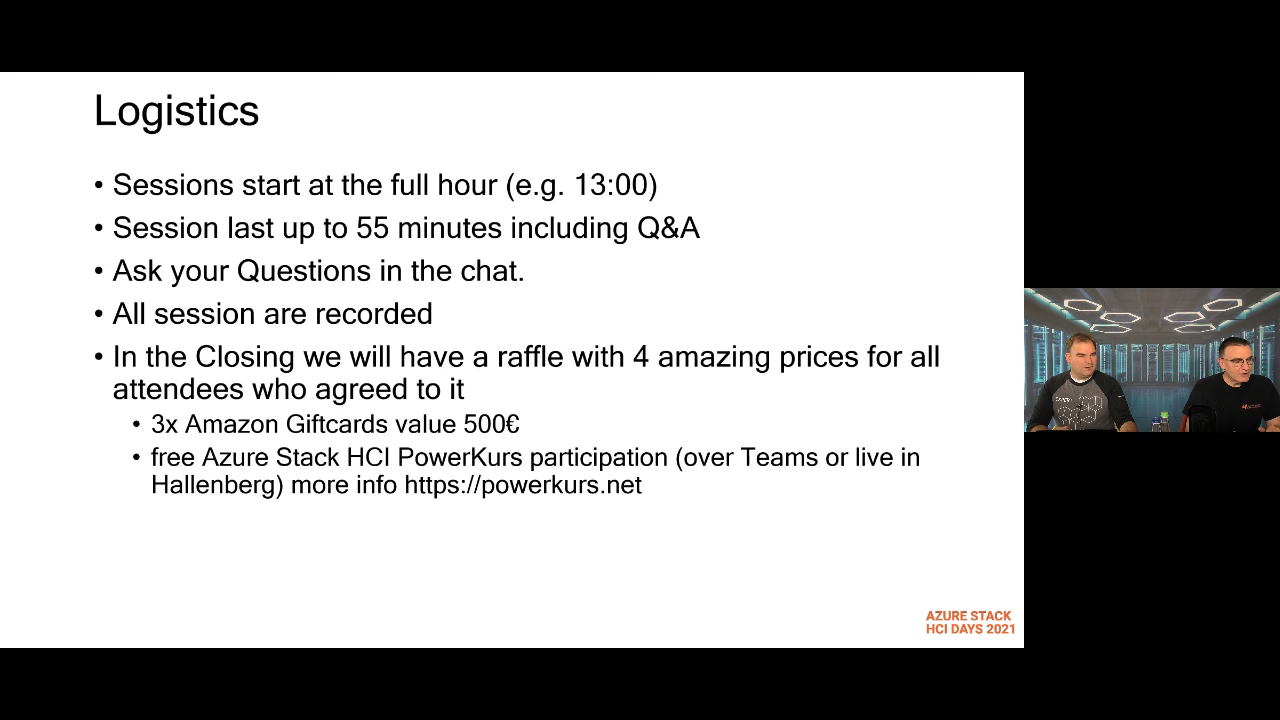 Logistics
• Sessions start at the full hour (e.g. 13:00)
• Session last up to 55 minutes including Q&A
• Ask your Questions in the chat.
• All session are recorded
• In the Closing we will have a raffle with 4 amazing prices for all
attendees who agreed to it
• 3x Amazon Giftcards value 500€
• free Azure Stack HCI PowerKurs participation (over Teams or live in
Hallenberg) more info https://powerkurs.net
AZURE STACK
HCI DAYS 2021